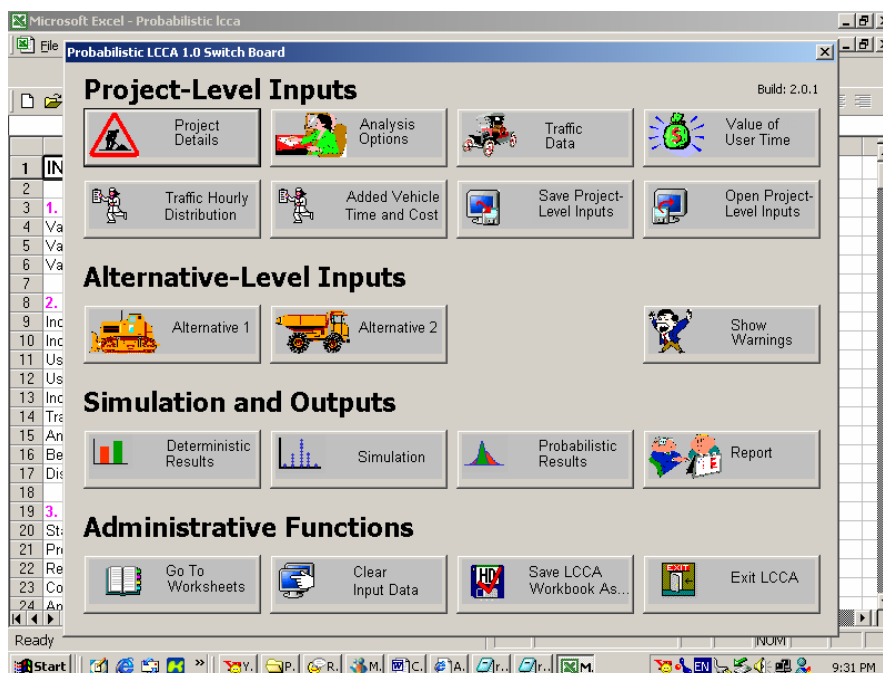 Microsoft Excel - Probabilistic lcca
File
Probabilistic LCCA 1.0 Switch Board
Project-Level Inputs
Build: 2.0.1
Project
Details
Analysis
Options
Traffic
Data
Value of
User Time
Traffic Hourly
Distribution
Added Vehicle
Time and Cost
Save Project-
Level Inputs
Open Project-
Level Inputs
Alternative-Level Inputs
Alternative 1
Alternative 2
Show
Warnings
Simulation and Outputs
Deterministic
Results
Simulation
Probabilistic
Results
Report
Administrative Functions
Go To
Worksheets
Clear
Input Data
Save LCCA
Workbook As...
EXIT
Exit LCCA
1 IN
2
3 1.
4 Va
5 Va
6 Va
7
8 2.
9 Inc
10 Inc
11 Us
12 Us
13 Inc
14 Tra
15 An
16 Be
17 Dis
18
19 3.
20 Sta
21 Pro
22 Re
23 Co
24 An
Ready
NUM
Start
» Y. P. R. M. C. A. r.. r.. M.
EN
9:31 PM